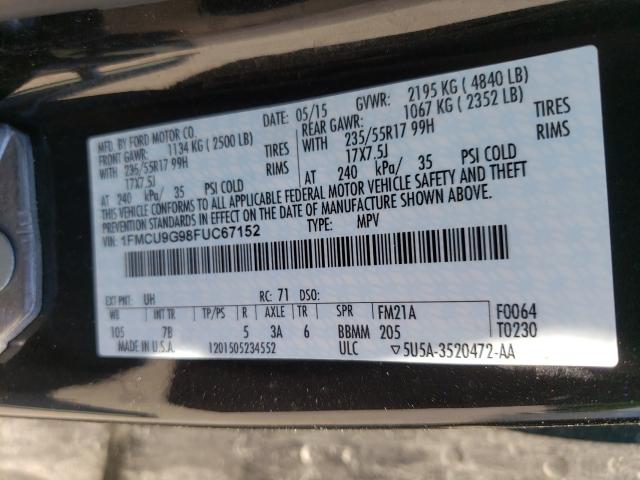 MFD. BY FORD MOTOR CO. DATE: 05/15 GVWR: 2195 KG ( 4840 LB)
FRONT GAWR: 1134 KG ( 2500 LB) REAR GAWR: 1067 KG ( 2352 LB)
WITH 235/55R17 99H TIRES WITH 235/55R17 99H TIRES
17X7.5J RIMS 17X7.5J RIMS
AT 240 kPa/ 35 PSI COLD AT 240 kPa/ 35 PSI COLD
THIS VEHICLE CONFORMS TO ALL APPLICABLE FEDERAL MOTOR VEHICLE SAFETY AND THEFT
PREVENTION STANDARDS IN EFFECT ON THE DATE OF MANUFACTURE SHOWN ABOVE.
VIN: 1FMCU9G98FUC67152 TYPE: MPV
EXT PNT: UH RC: 71 DSO:
WB INT TR TP/PS R AXLE TR SPR FM21A F0064
105 7B 5 3A 6 BBMM 205 T0230
MADE IN U.S.A. 1201505234552 ULC ▽5U5A-3520472-AA